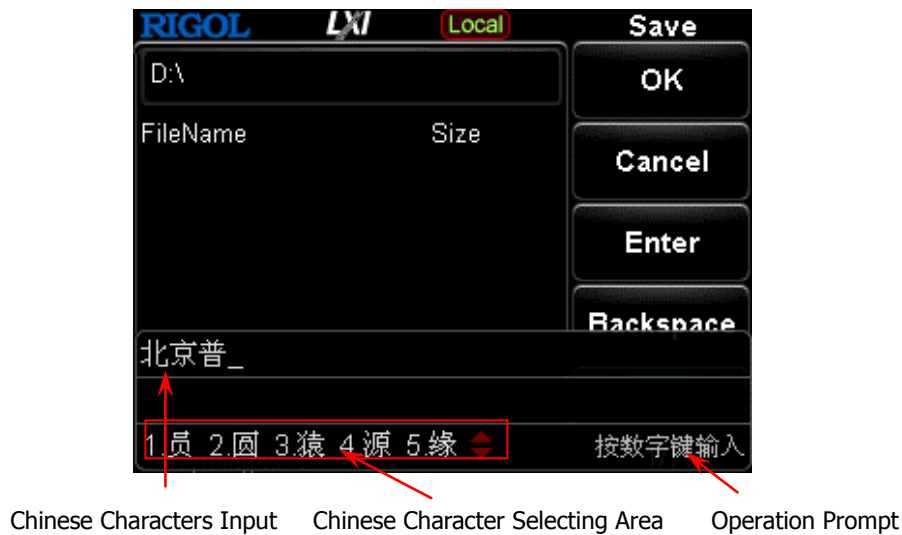 RIGOL LXI Local Save
D:\
OK
FileName Size
Cancel
Enter
Backspace
北京普_
1.员 2.圆 3.猿 4.源 5.缘
按数字键输入
Chinese Characters Input Chinese Character Selecting Area Operation Prompt